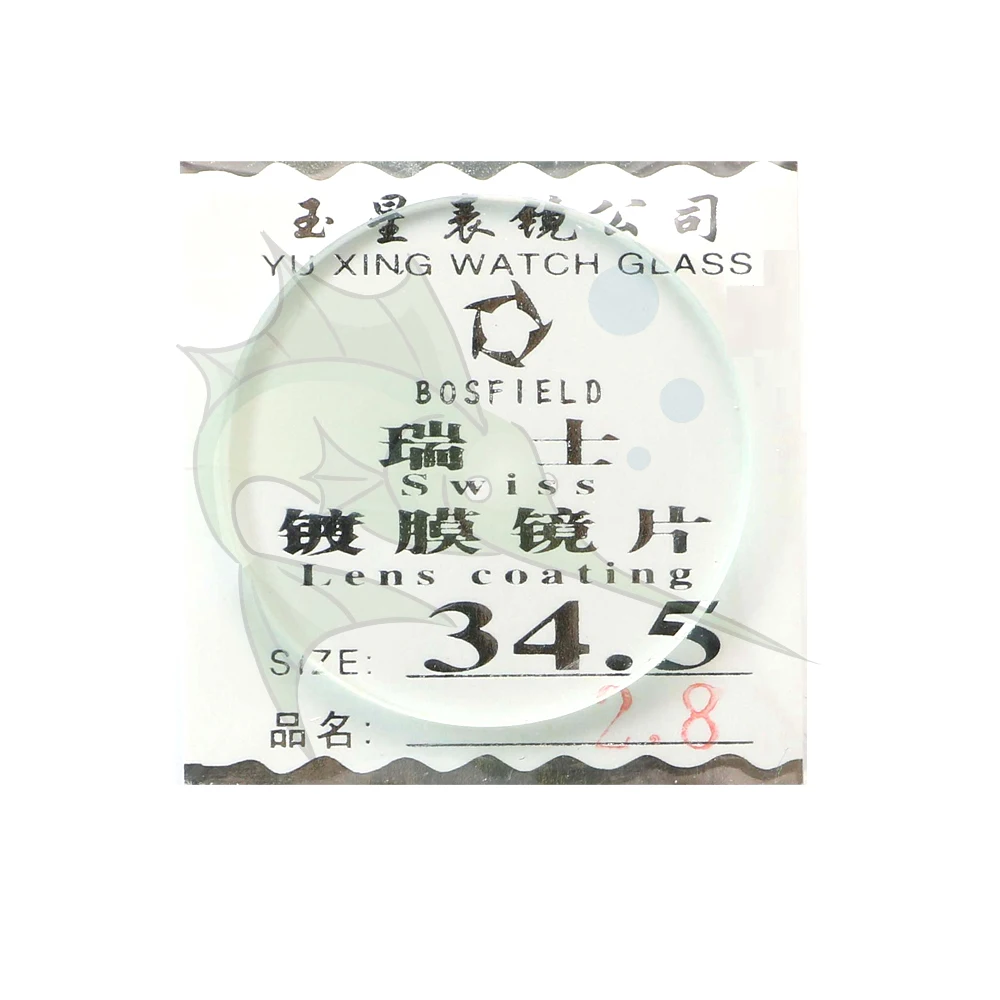 玉星表镜公司
YU XING WATCH GLASS
BOSFIELD
瑞士
Swiss
镀膜镜片
Lens coating
SIZE: 34.5
品名: 2.8